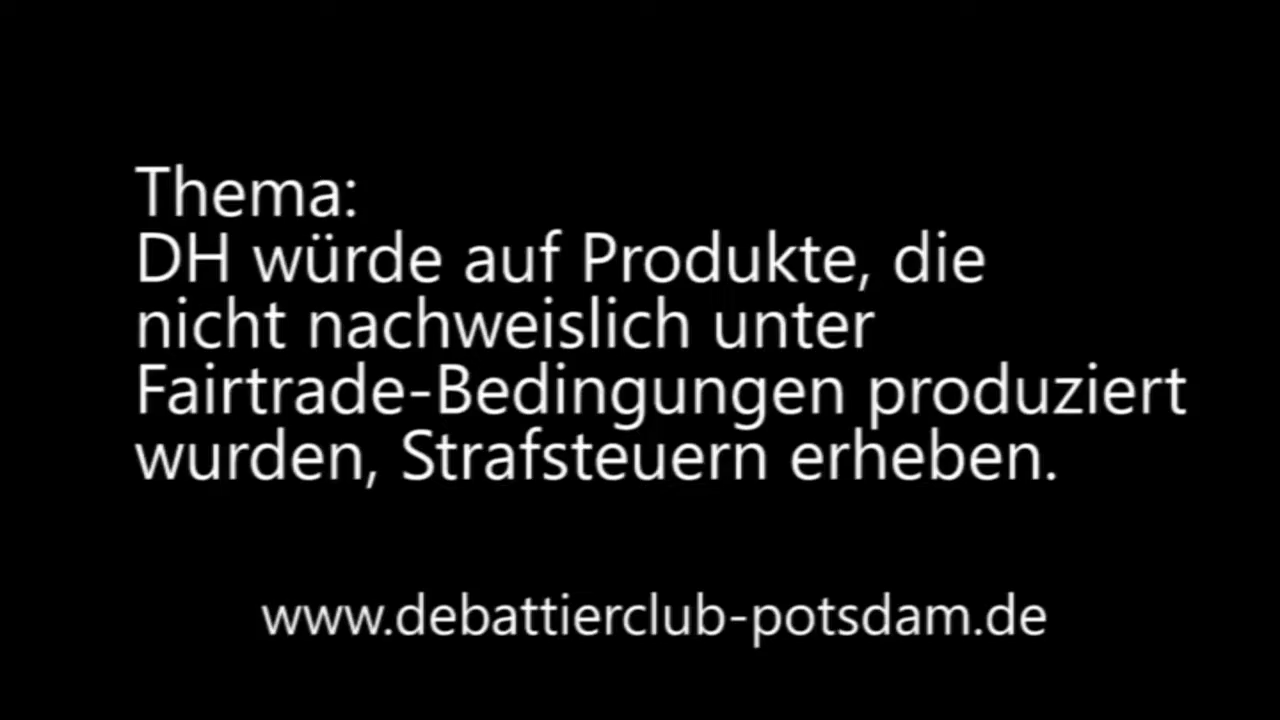 Thema:
DH würde auf Produkte, die
nicht nachweislich unter
Fairtrade-Bedingungen produziert
wurden, Strafsteuern erheben.
www.debattierclub-potsdam.de